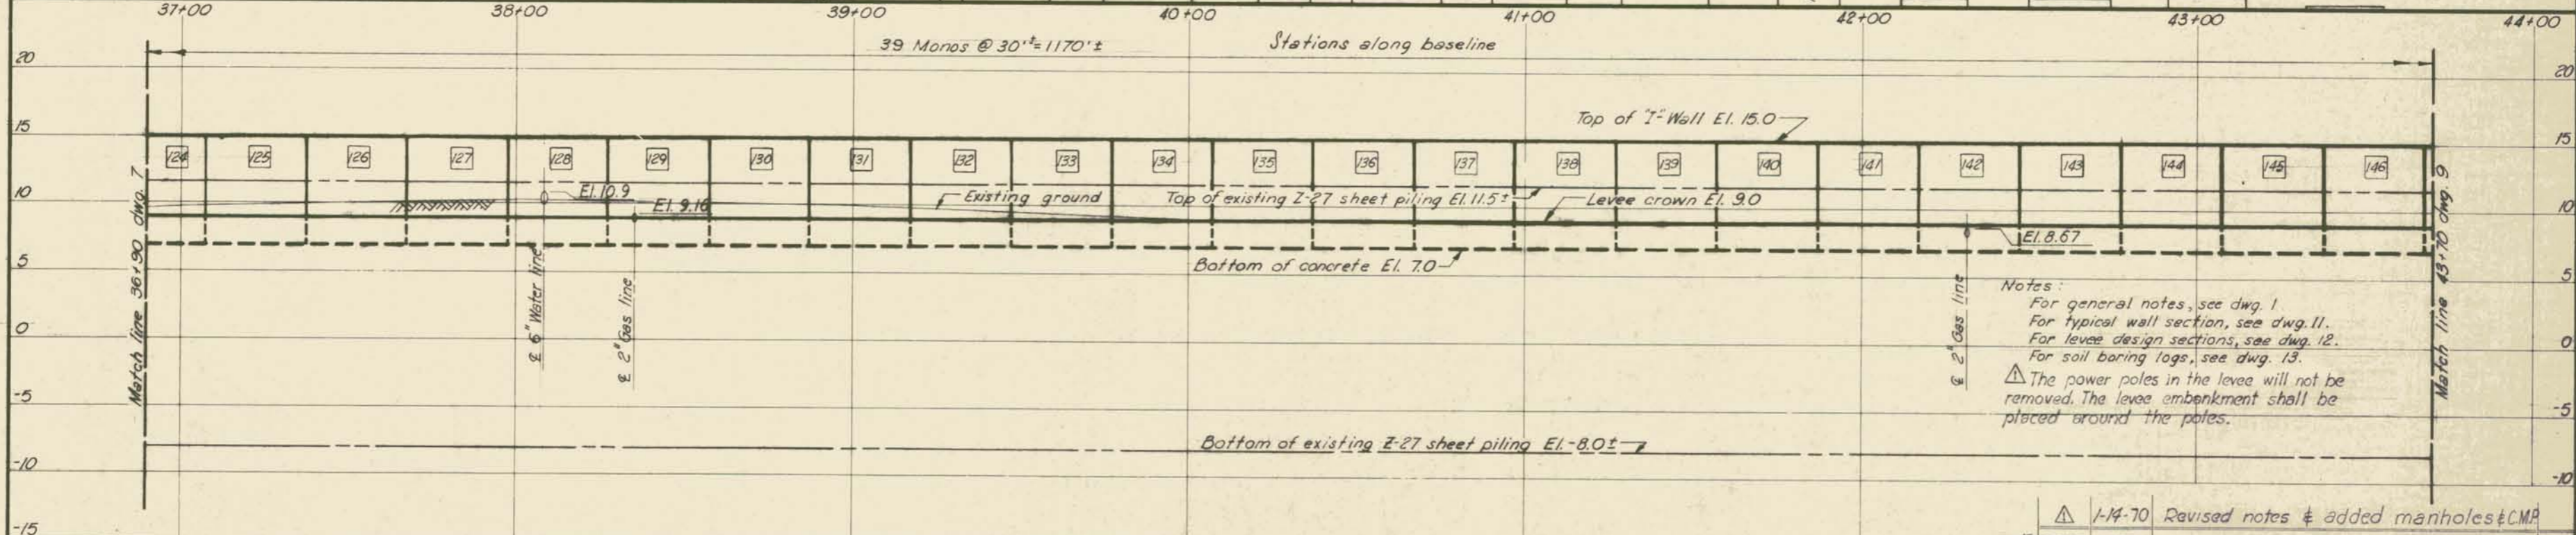 37+00 38+00 39+00 40+00 41+00 42+00 43+00 44+00
39 Monos @ 30'±=1170'± Stations along baseline
20 20
Top of "I"-Wall El. 15.0
15 15
124 125 126 127 128 129 130 131 132 133 134 135 136 137 138 139 140 141 142 143 144 145 146
El. 10.9
Existing ground
Top of existing Z-27 sheet piling El. 11.5±
Levee crown El. 9.0
10 10
El. 9.16
El. 8.67
Bottom of concrete El. 7.0
5 5
Match line 36+90 dwg. 7
℄ 6" Water line
℄ 2" Gas line
℄ 2" Gas line
Match line 43+70 dwg. 9
Notes:
For general notes, see dwg. 1.
For typical wall section, see dwg. 11.
For levee design sections, see dwg. 12.
For soil boring logs, see dwg. 13.
1 The power poles in the levee will not be
removed. The levee embankment shall be
placed around the poles.
0 0
-5 -5
Bottom of existing Z-27 sheet piling El.-8.0±
-10 -10
-15
1 1-14-70 Revised notes & added manholes & C.M.P.